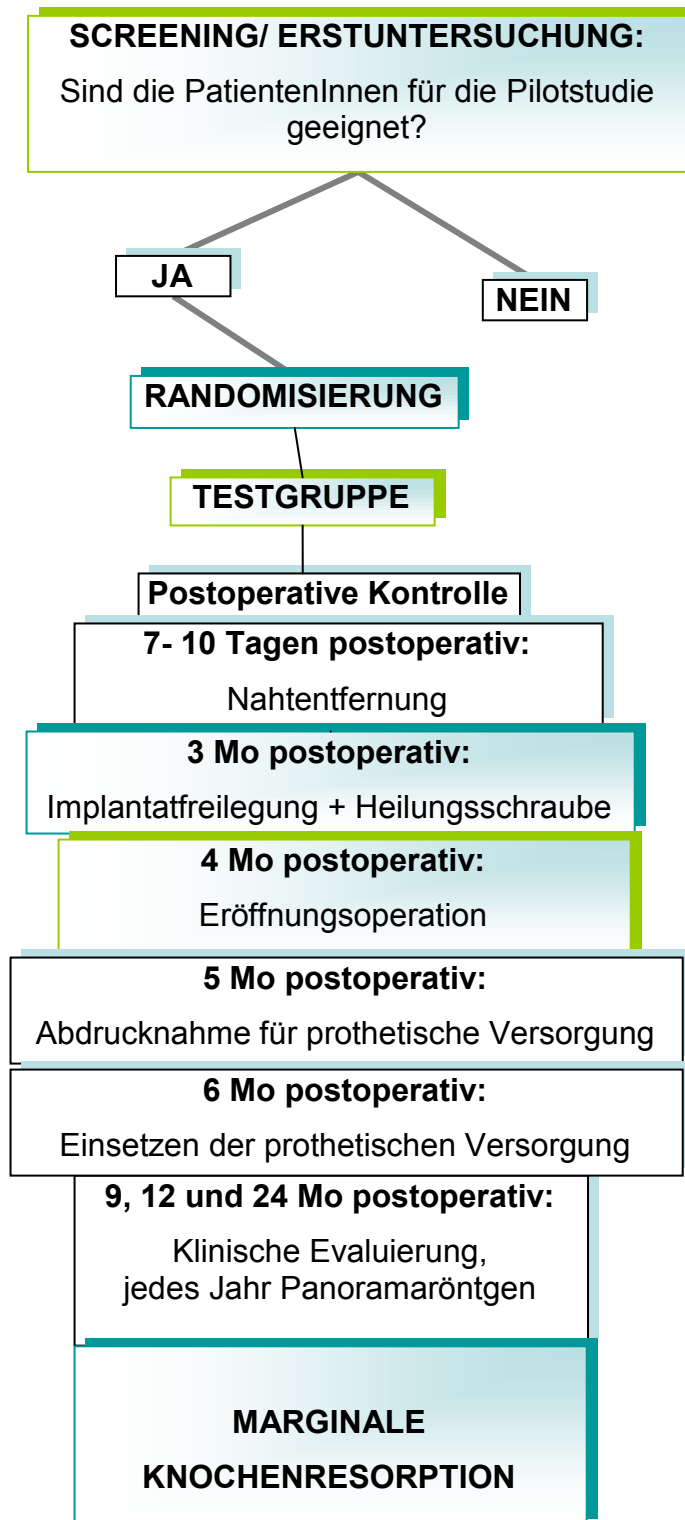 SCREENING/ ERSTUNTERSUCHUNG:
Sind die PatientenInnen für die Pilotstudie
geeignet?
JA
NEIN
RANDOMISIERUNG
TESTGRUPPE
Postoperative Kontrolle
7- 10 Tagen postoperativ:
Nahtentfernung
3 Mo postoperativ:
Implantatfreilegung + Heilungsschraube
4 Mo postoperativ:
Eröffnungsoperation
5 Mo postoperativ:
Abdrucknahme für prothetische Versorgung
6 Mo postoperativ:
Einsetzen der prothetischen Versorgung
9, 12 und 24 Mo postoperativ:
Klinische Evaluierung,
jedes Jahr Panoramaröntgen
MARGINALE
KNOCHENRESORPTION